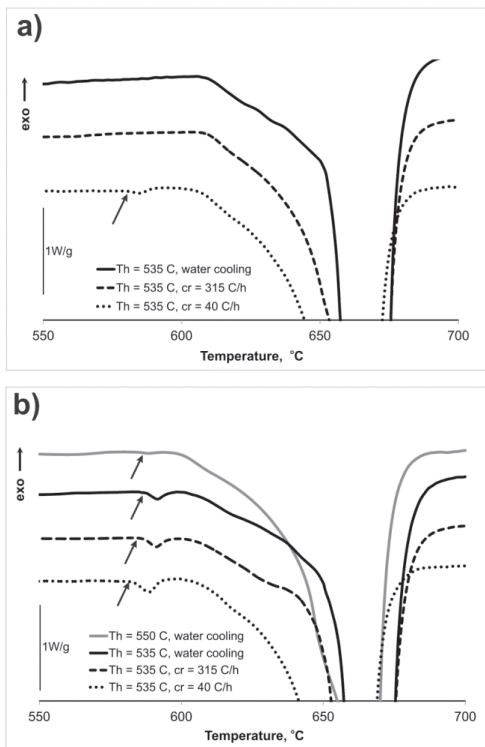 a)
exo
1W/g
Th = 535 C, water cooling
Th = 535 C, cr = 315 C/h
Th = 535 C, cr = 40 C/h
550
600
650
700
Temperature, °C
b)
exo
1W/g
Th = 550 C, water cooling
Th = 535 C, water cooling
Th = 535 C, cr = 315 C/h
Th = 535 C, cr = 40 C/h
550
600
650
700
Temperature, °C